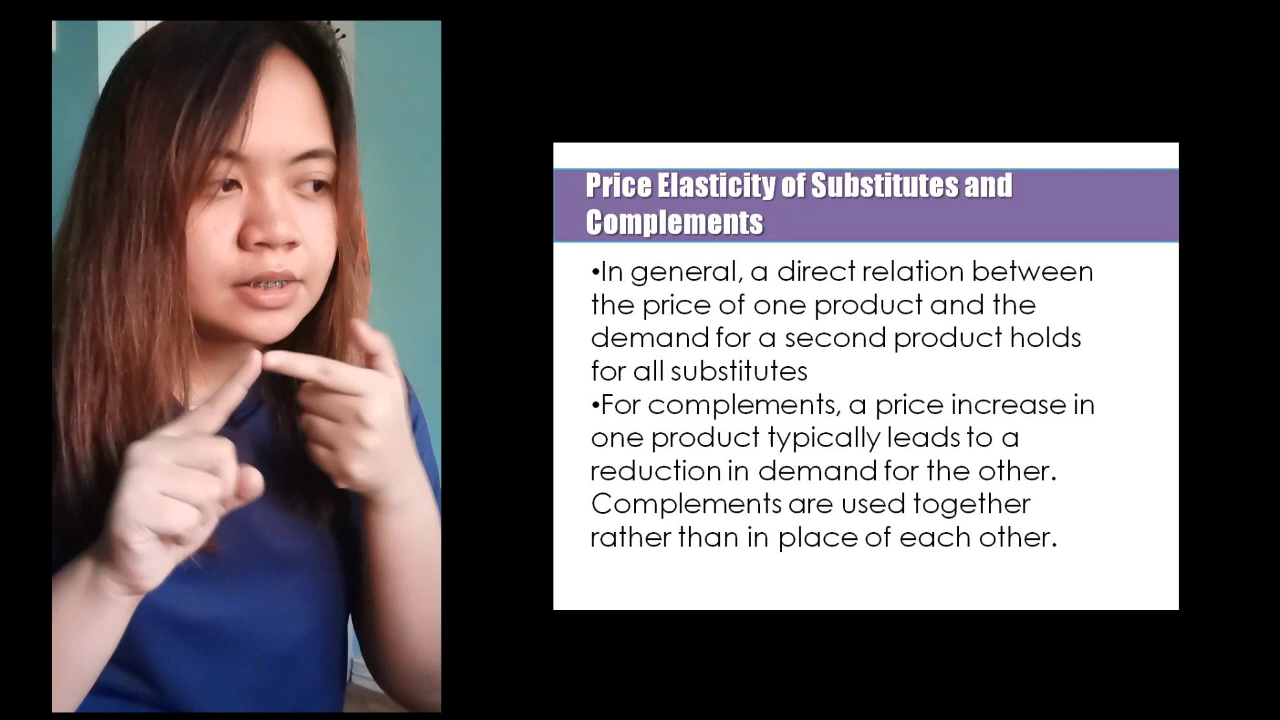 Price Elasticity of Substitutes and
Complements
•In general, a direct relation between
the price of one product and the
demand for a second product holds
for all substitutes
•For complements, a price increase in
one product typically leads to a
reduction in demand for the other.
Complements are used together
rather than in place of each other.